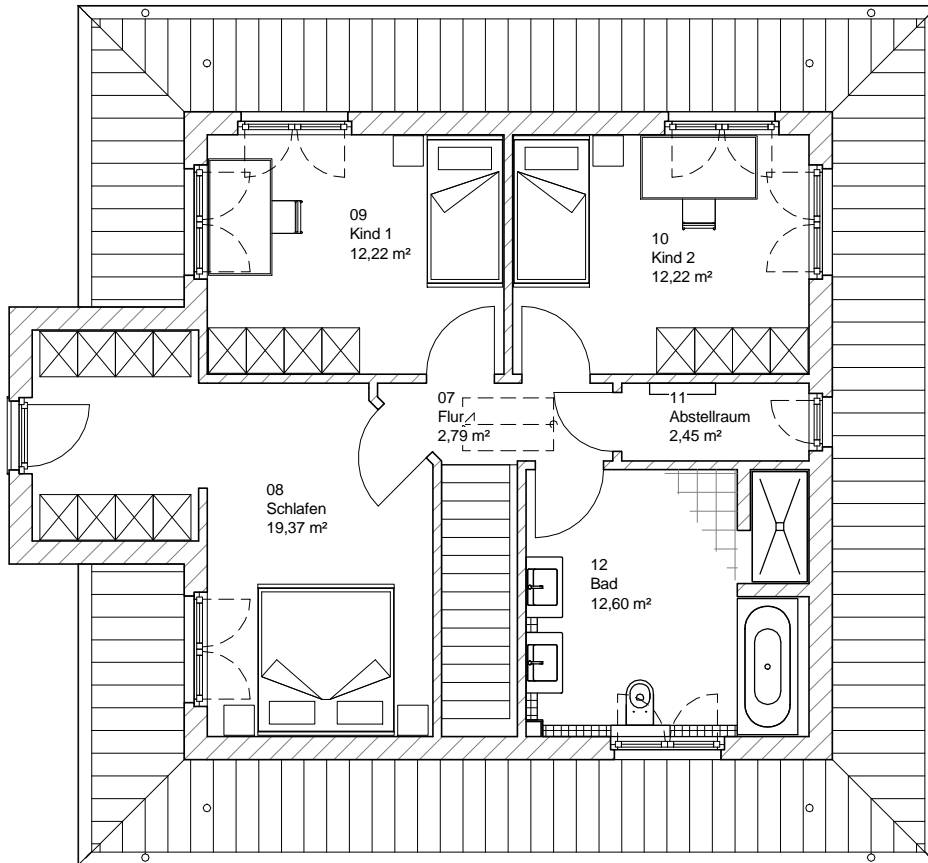 09
Kind 1
12,22 m²
10
Kind 2
12,22 m²
07
Flur
2,79 m²
11
Abstellraum
2,45 m²
08
Schlafen
19,37 m²
12
Bad
12,60 m²